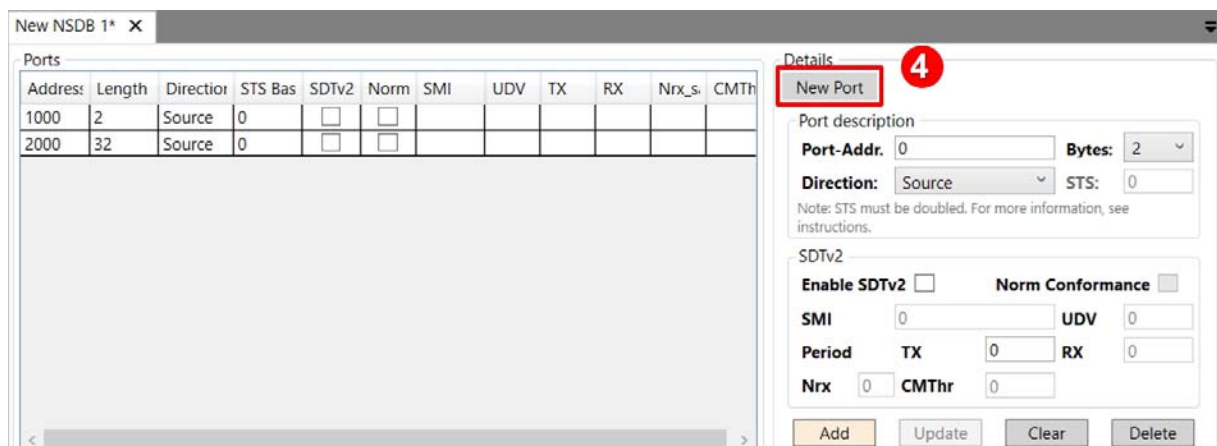 New NSDB 1* X
Ports
Address Length Direction STS Bas SDTv2 Norm SMI UDV TX RX Nrx_s CMTh
1000 2 Source 0
2000 32 Source 0
Details
4
New Port
Port description
Port-Addr. 0 Bytes: 2
Direction: Source STS: 0
Note: STS must be doubled. For more information, see
instructions.
SDTv2
Enable SDTv2 Norm Conformance
SMI 0 UDV 0
Period TX 0 RX 0
Nrx 0 CMThr 0
Add Update Clear Delete